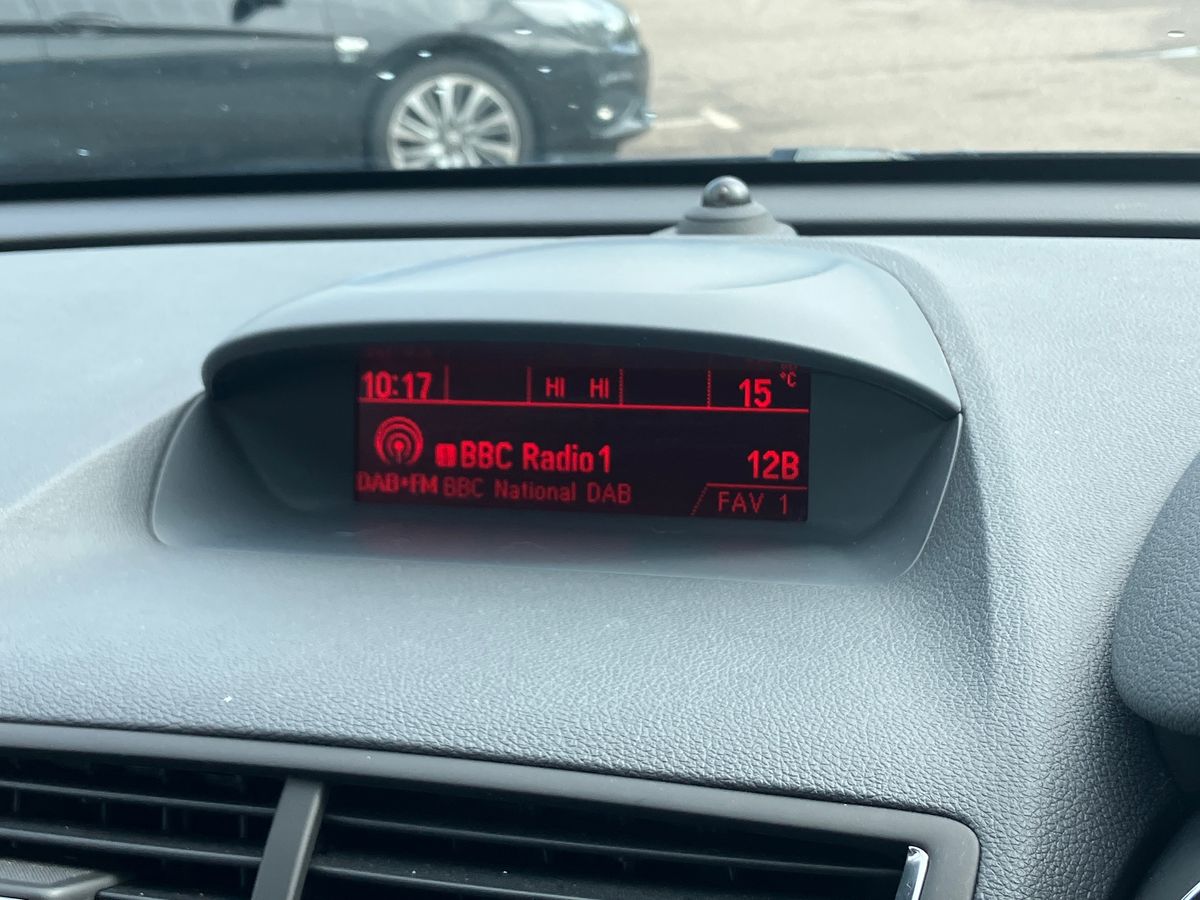 10:17 HI HI 15 °C
BBC Radio 1 12B
DAB+FM BBC National DAB FAV 1